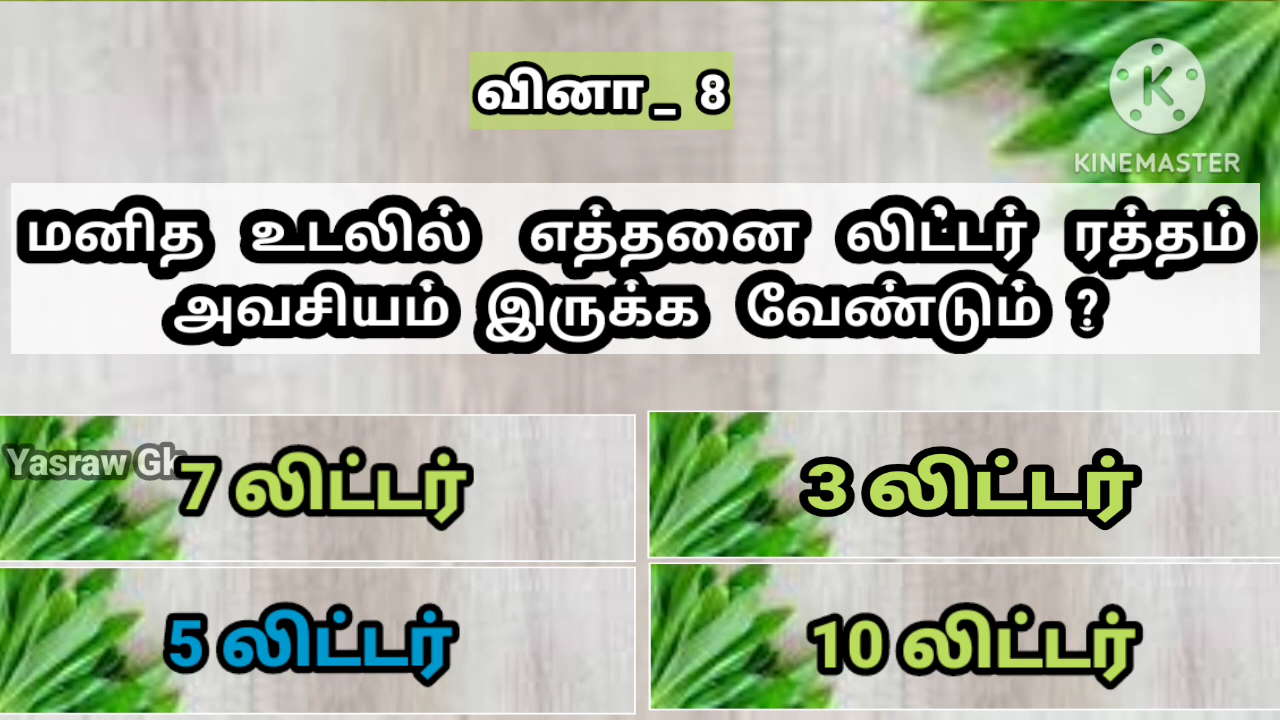 வினா_ 8
KINEMASTER
மனித உடலில் எத்தனை லிட்டர் ரத்தம்
அவசியம் இருக்க வேண்டும் ?
Yasraw Gk
7 லிட்டர்
3 லிட்டர்
5 லிட்டர்
10 லிட்டர்